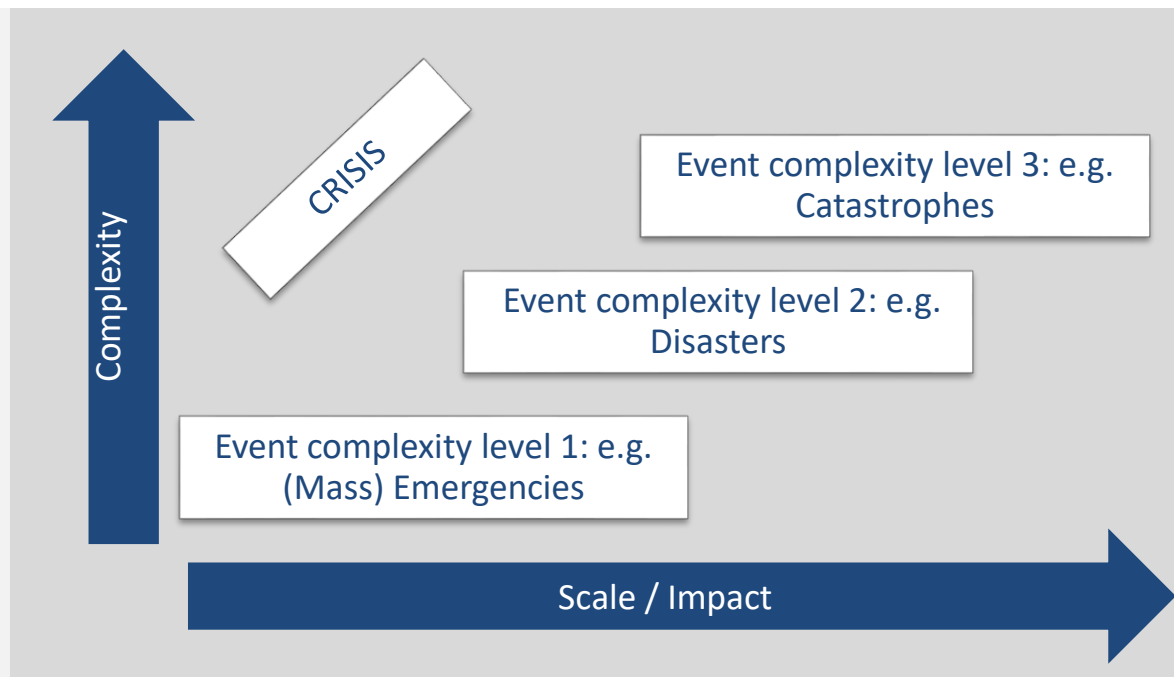 CRISIS
Event complexity level 3: e.g.
Catastrophes
Complexity
Event complexity level 2: e.g.
Disasters
Event complexity level 1: e.g.
(Mass) Emergencies
Scale / Impact